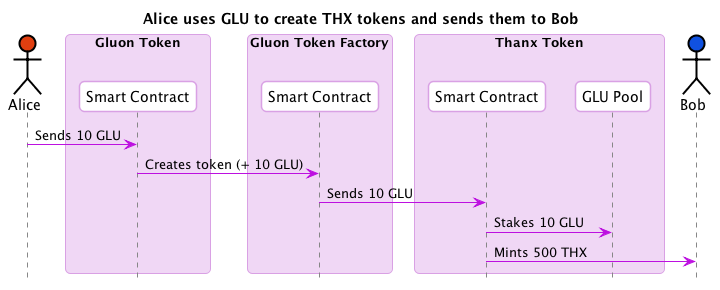 Alice uses GLU to create THX tokens and sends them to Bob
Gluon Token
Gluon Token Factory
Thanx Token
Smart Contract
Smart Contract
Smart Contract
GLU Pool
Alice
Bob
Sends 10 GLU
Creates token (+ 10 GLU)
Sends 10 GLU
Stakes 10 GLU
Mints 500 THX